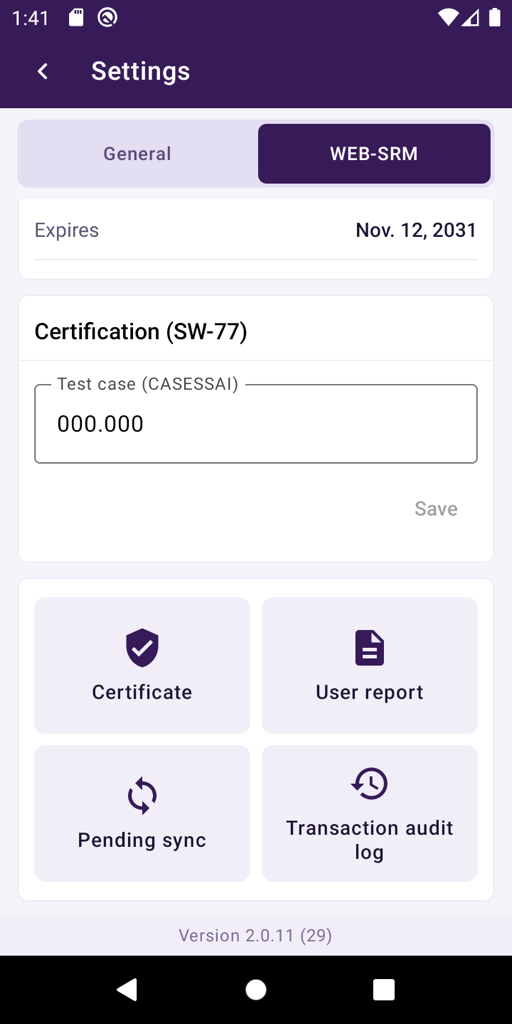 1:41
Settings
General
WEB-SRM
Expires
Nov. 12, 2031
Certification (SW-77)
Test case (CASESSAI)
000.000
Save
Certificate
User report
Pending sync
Transaction audit
log
Version 2.0.11 (29)